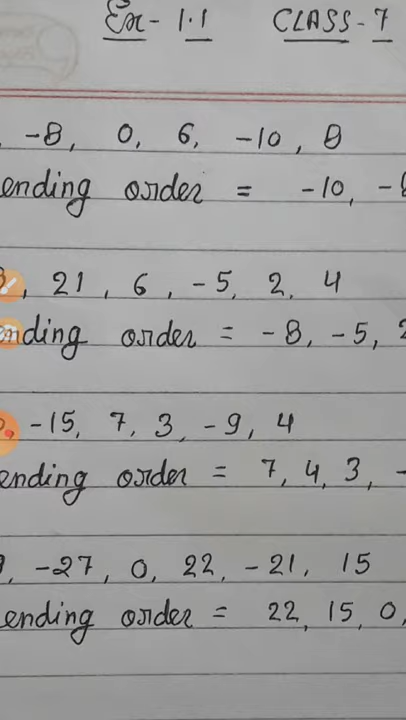 Ex- 1.1 CLASS - 7
, -8, 0, 6, -10, 8
ending order = -10, -8
, 21, 6, -5, 2, 4
nding order = -8, -5, 2
, -15, 7, 3, -9, 4
ending order = 7, 4, 3, -
, -27, 0, 22, -21, 15
ending order = 22, 15, 0,